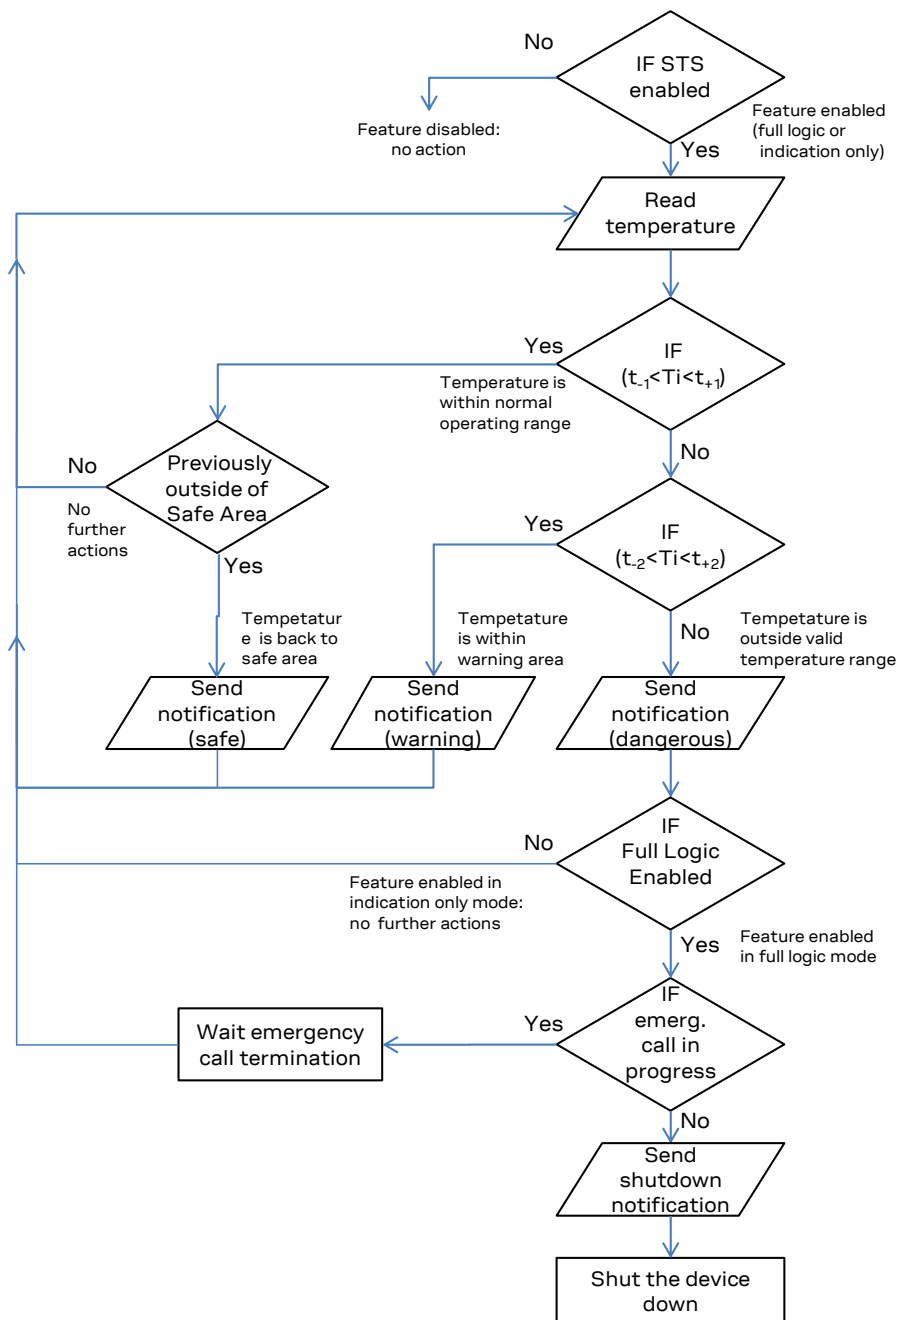 No
IF STS
enabled
Feature enabled
(full logic or
indication only)
Feature disabled:
no action
Yes
Read
temperature
Yes
IF
(t-1<Ti<t+1)
Temperature is
within normal
operating range
No
Previously
outside of
Safe Area
No
No
further
actions
Yes
IF
(t-2<Ti<t+2)
Yes
Tempetatur
e is back to
safe area
Tempetature
is within
warning area
No
Tempetature is
outside valid
temperature range
Send
notification
(safe)
Send
notification
(warning)
Send
notification
(dangerous)
No
IF
Full Logic
Enabled
Feature enabled in
indication only mode:
no further actions
Yes
Feature enabled
in full logic mode
Yes
IF
emerg.
call in
progress
Wait emergency
call termination
No
Send
shutdown
notification
Shut the device
down